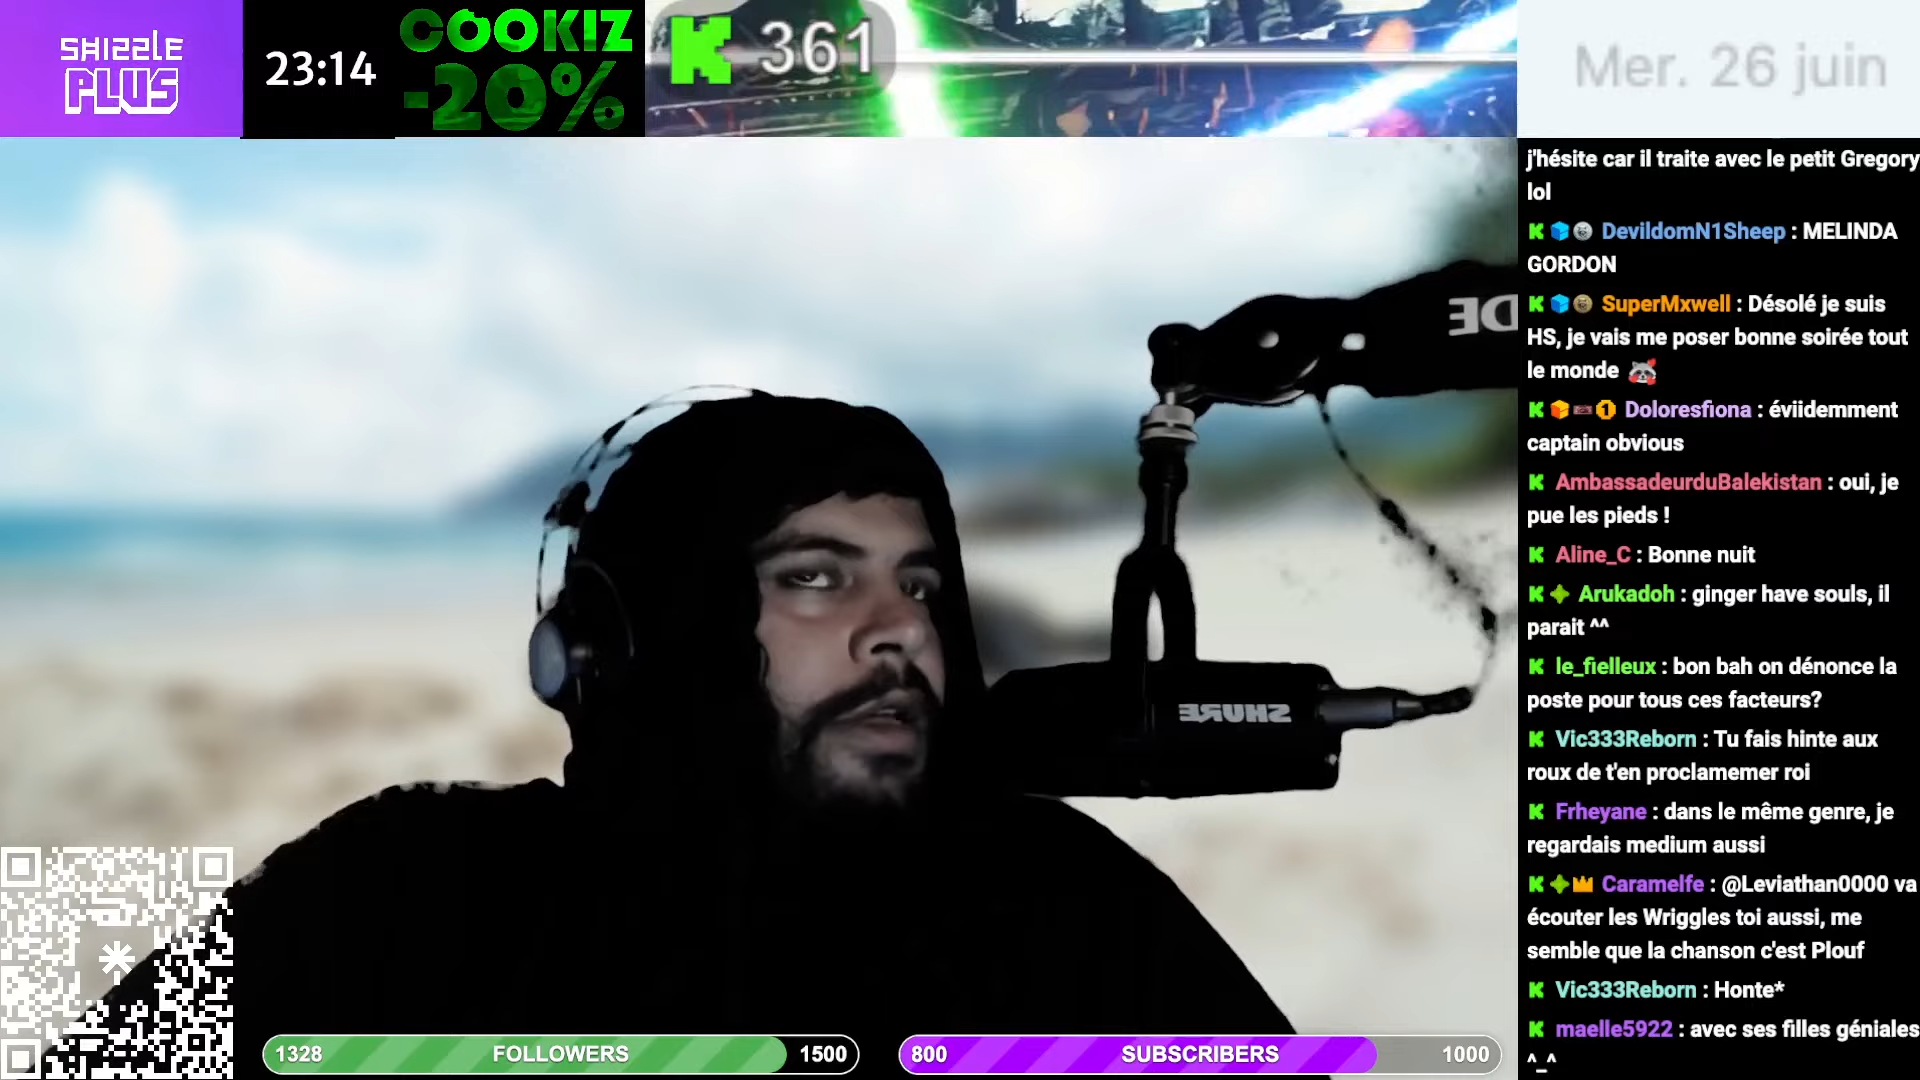 SHIZZLE
PLUS
23:14
COOKIZ
-20%
K 361
Mer. 26 juin
j'hésite car il traite avec le petit Gregory
lol
DevildomN1Sheep : MELINDA
GORDON
SuperMxwell : Désolé je suis
HS, je vais me poser bonne soirée tout
le monde
Doloresfiona : éviidemment
captain obvious
AmbassadeurduBalekistan : oui, je
pue les pieds !
Aline_C : Bonne nuit
Arukadoh : ginger have souls, il
parait ^^
le_fielleux : bon bah on dénonce la
poste pour tous ces facteurs?
Vic333Reborn : Tu fais hinte aux
roux de t'en proclamemer roi
Frheyane : dans le même genre, je
regardais medium aussi
Caramelfe : @Leviathan0000 va
écouter les Wriggles toi aussi, me
semble que la chanson c'est Plouf
Vic333Reborn : Honte*
maelle5922 : avec ses filles géniales
^_^
DE
SHURE
1328 FOLLOWERS 1500
800 SUBSCRIBERS 1000